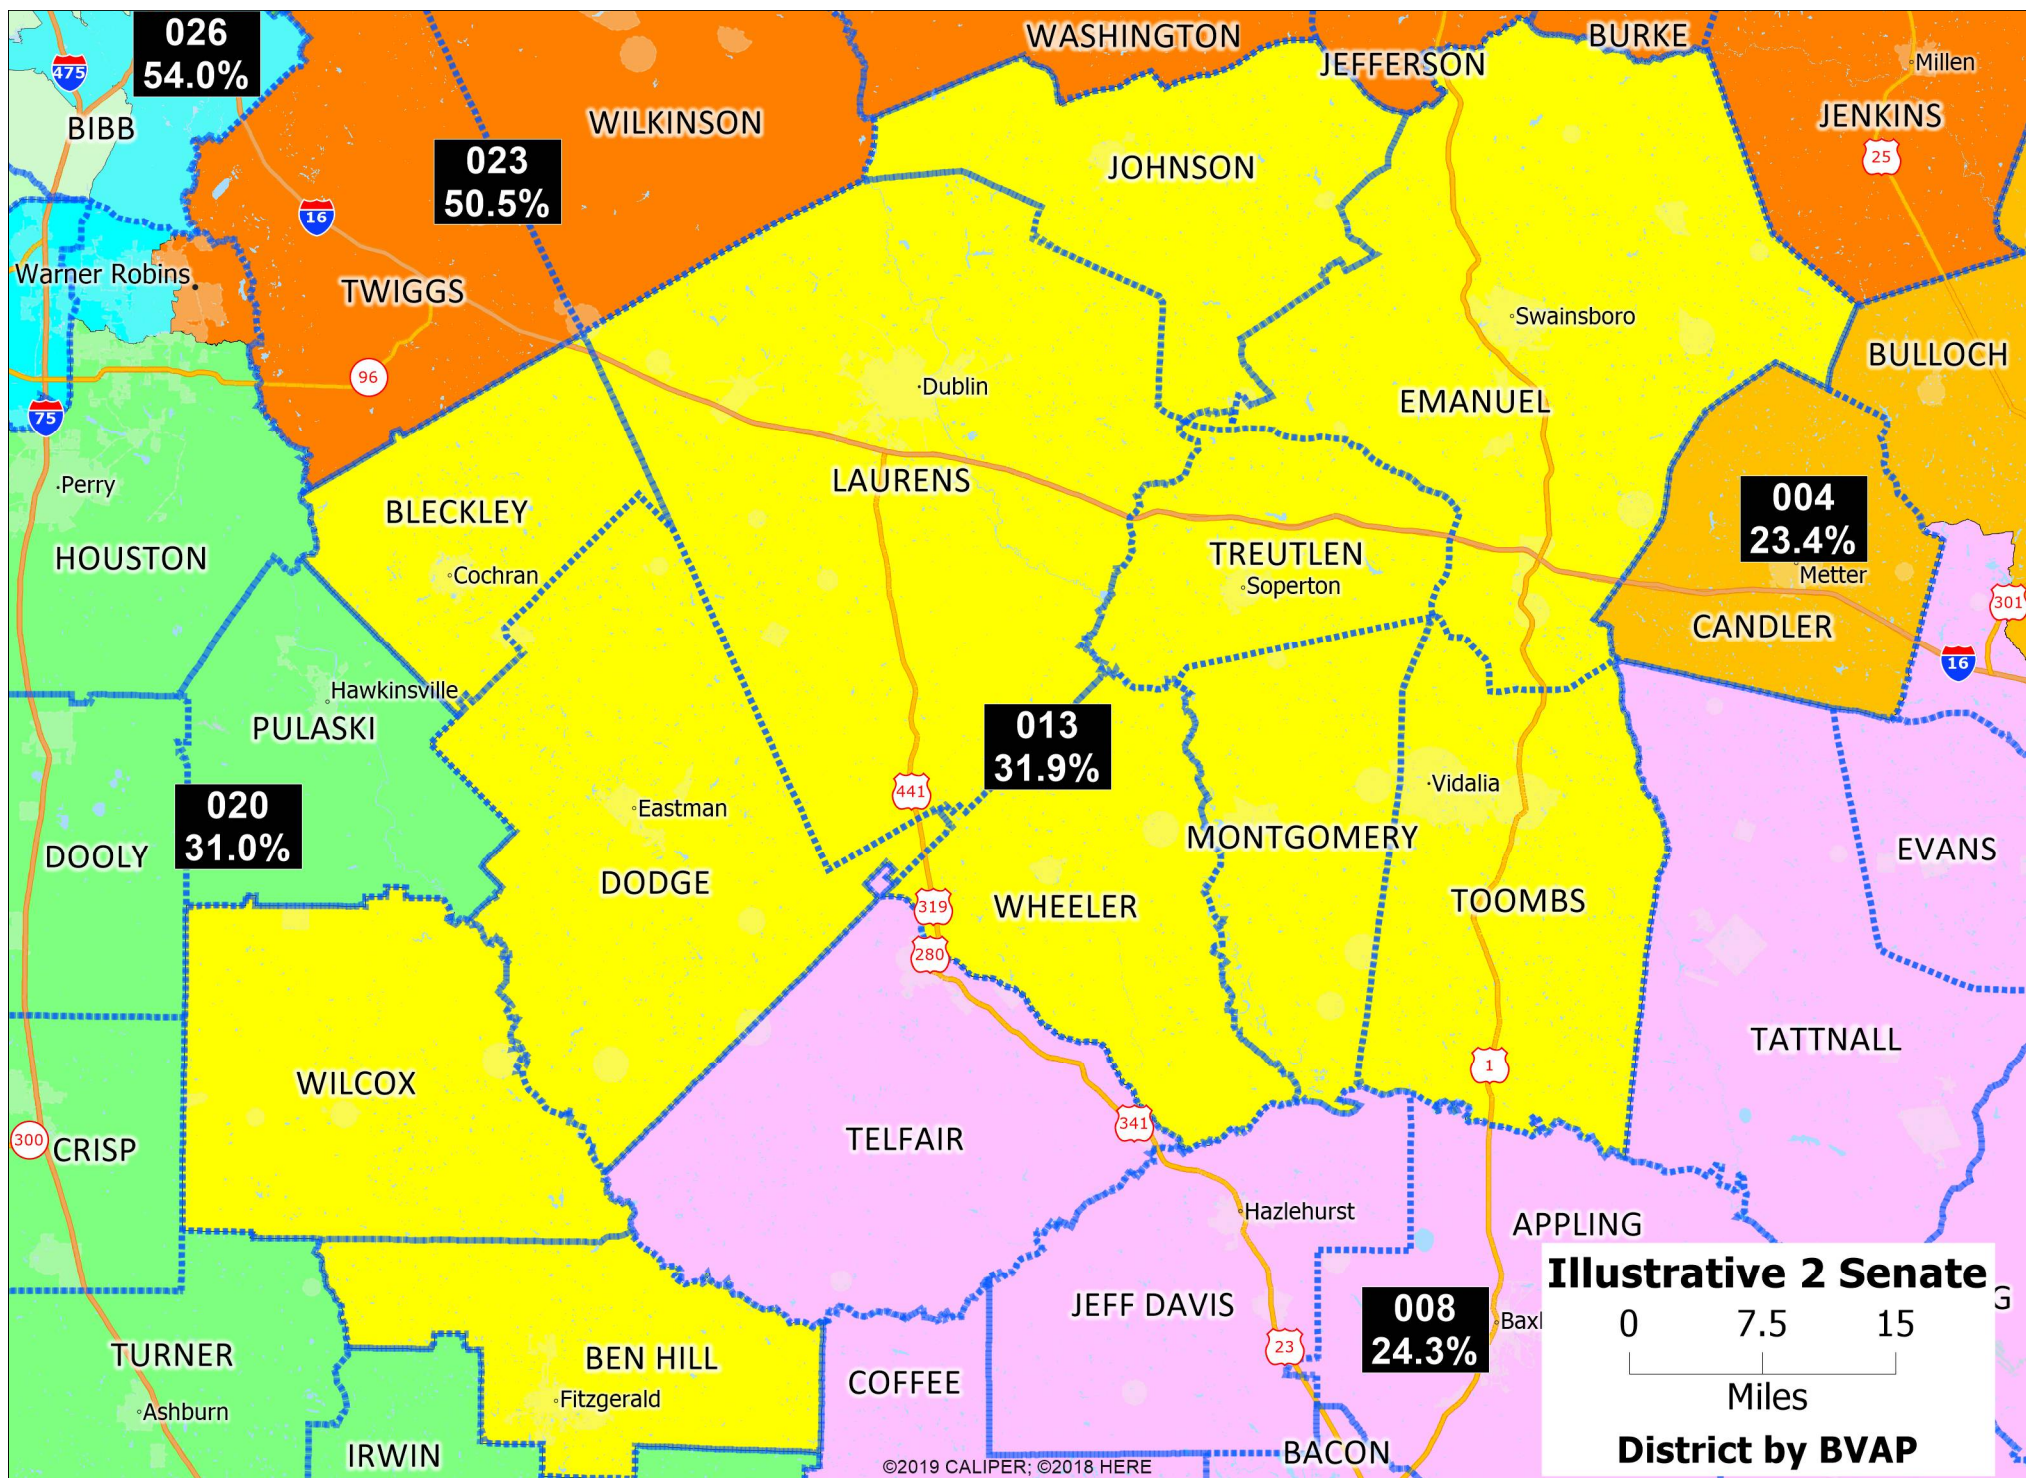 026
54.0%
WASHINGTON
BURKE
JEFFERSON
Millen
475
BIBB
WILKINSON
JENKINS
023
50.5%
JOHNSON
25
16
Warner Robins
TWIGGS
Swainsboro
BULLOCH
96
Dublin
75
EMANUEL
LAURENS
Perry
BLECKLEY
004
23.4%
HOUSTON
TREUTLEN
Cochran
Soperton
Metter
301
CANDLER
16
Hawkinsville
PULASKI
013
31.9%
441
Vidalia
020
31.0%
Eastman
MONTGOMERY
DOOLY
EVANS
DODGE
319
WHEELER
TOOMBS
280
TATTNALL
1
WILCOX
341
300
CRISP
TELFAIR
Hazlehurst
APPLING
Illustrative 2 Senate
0 7.5 15
Miles
District by BVAP
G
JEFF DAVIS
008
24.3%
Baxl
23
TURNER
BEN HILL
COFFEE
Fitzgerald
Ashburn
IRWIN
BACON
©2019 CALIPER; ©2018 HERE